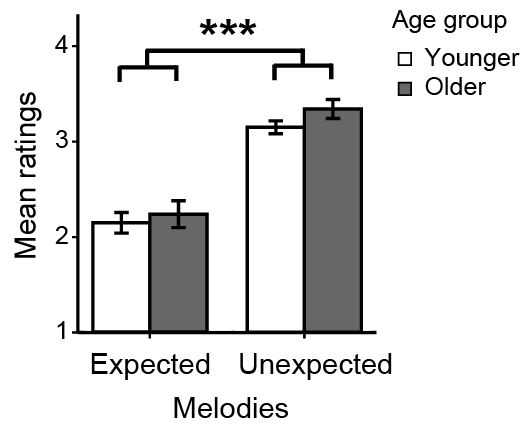 Age group
Younger
Older
***
Mean ratings
4
3
2
1
Expected
Unexpected
Melodies